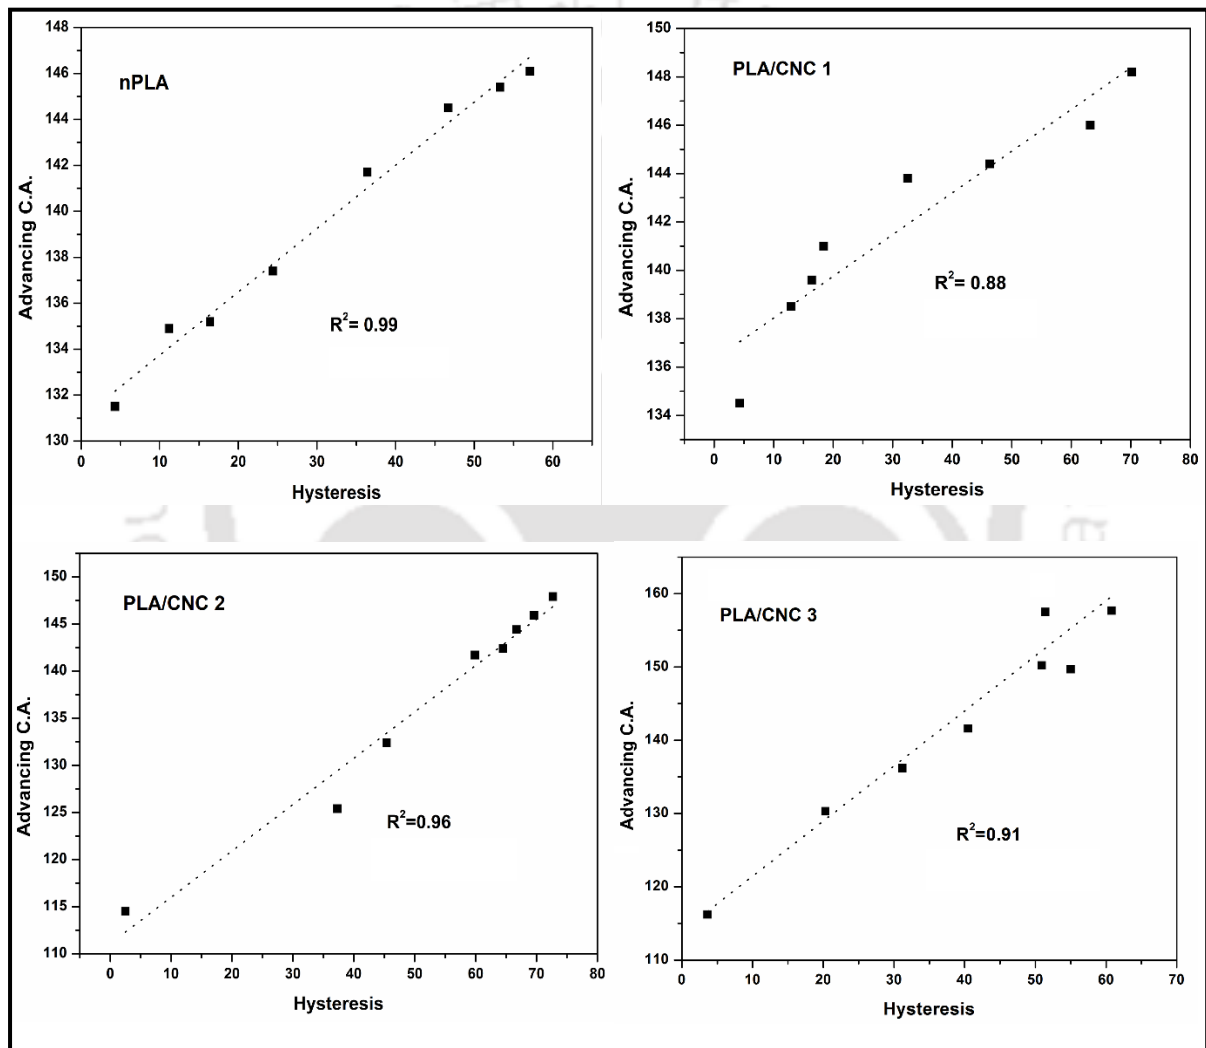 nPLA
Advancing C.A.
148
146
144
142
140
138
136
134
132
130
R²= 0.99
0 10 20 30 40 50 60
Hysteresis
PLA/CNC 1
Advancing C.A.
150
148
146
144
142
140
138
136
134
R²= 0.88
0 10 20 30 40 50 60 70 80
Hysteresis
PLA/CNC 2
Advancing C.A.
150
145
140
135
130
125
120
115
110
R²=0.96
0 10 20 30 40 50 60 70 80
Hysteresis
PLA/CNC 3
Advancing C.A.
160
150
140
130
120
110
R²=0.91
0 10 20 30 40 50 60 70
Hysteresis